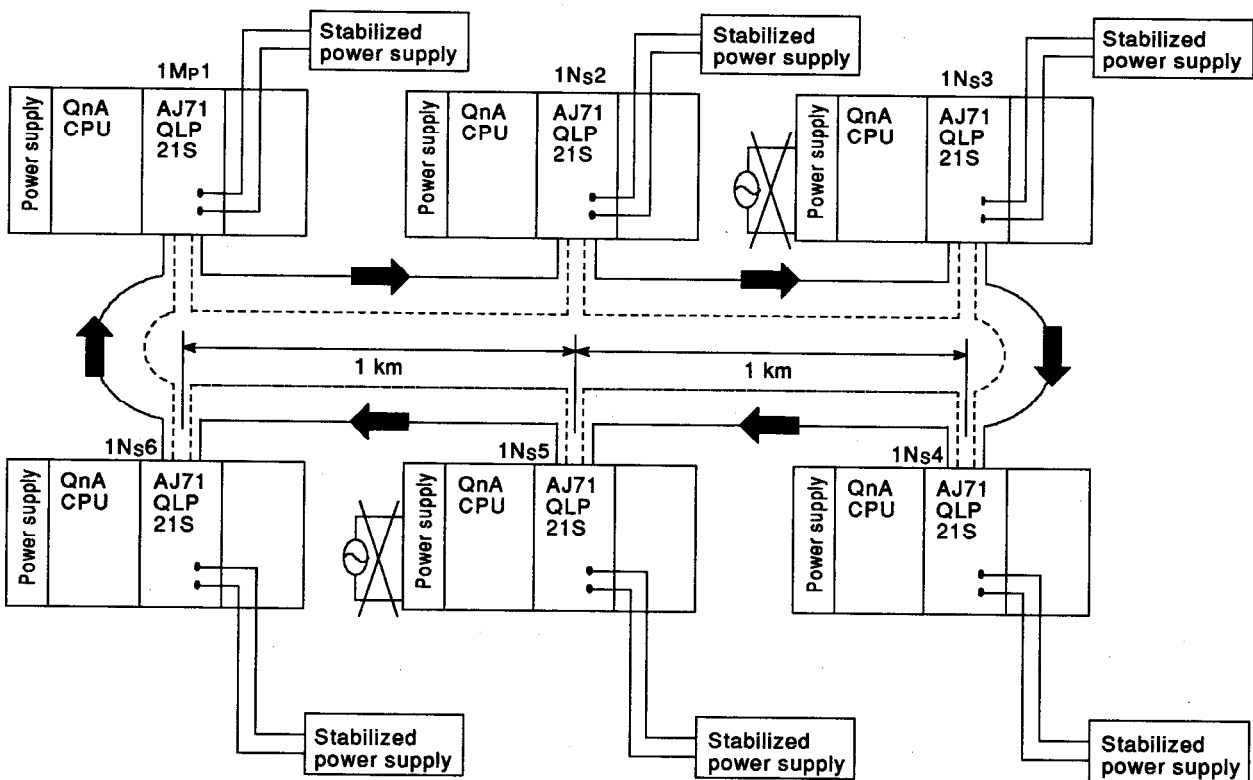 Stabilized
power supply
Stabilized
power supply
Stabilized
power supply
1MP1
1NS2
1NS3
Power supply
QnA
CPU
AJ71
QLP
21S
Power supply
QnA
CPU
AJ71
QLP
21S
Power supply
QnA
CPU
AJ71
QLP
21S
1 km
1 km
1NS6
1NS5
1NS4
Power supply
QnA
CPU
AJ71
QLP
21S
Power supply
QnA
CPU
AJ71
QLP
21S
Power supply
QnA
CPU
AJ71
QLP
21S
Stabilized
power supply
Stabilized
power supply
Stabilized
power supply